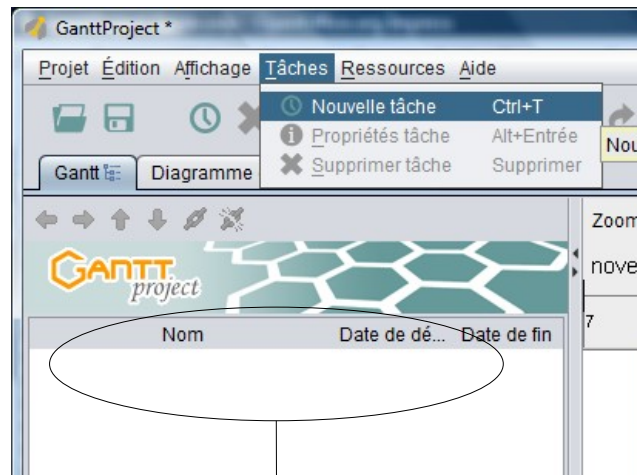 GanttProject *
Projet Édition Affichage Tâches Ressources Aide
Nouvelle tâche Ctrl+T
Propriétés tâche Alt+Entrée
Nou
Supprimer tâche Supprimer
Gantt Diagramme
Zoom
GANTT
project
nove
Nom Date de dé... Date de fin
7